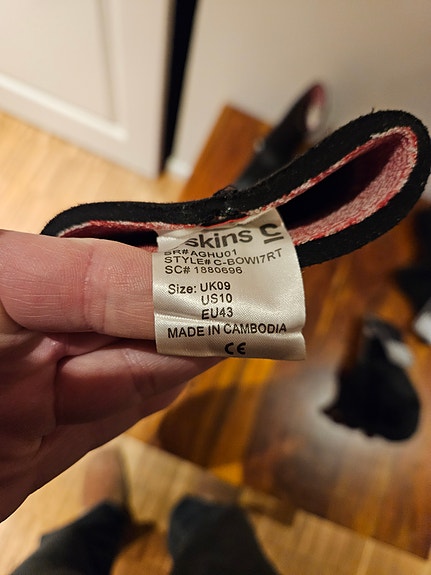 skins C
SR# AGHU01
STYLE# C-BOWI7RT
SC# 1880696
Size: UK09
US10
EU43
MADE IN CAMBODIA
CE